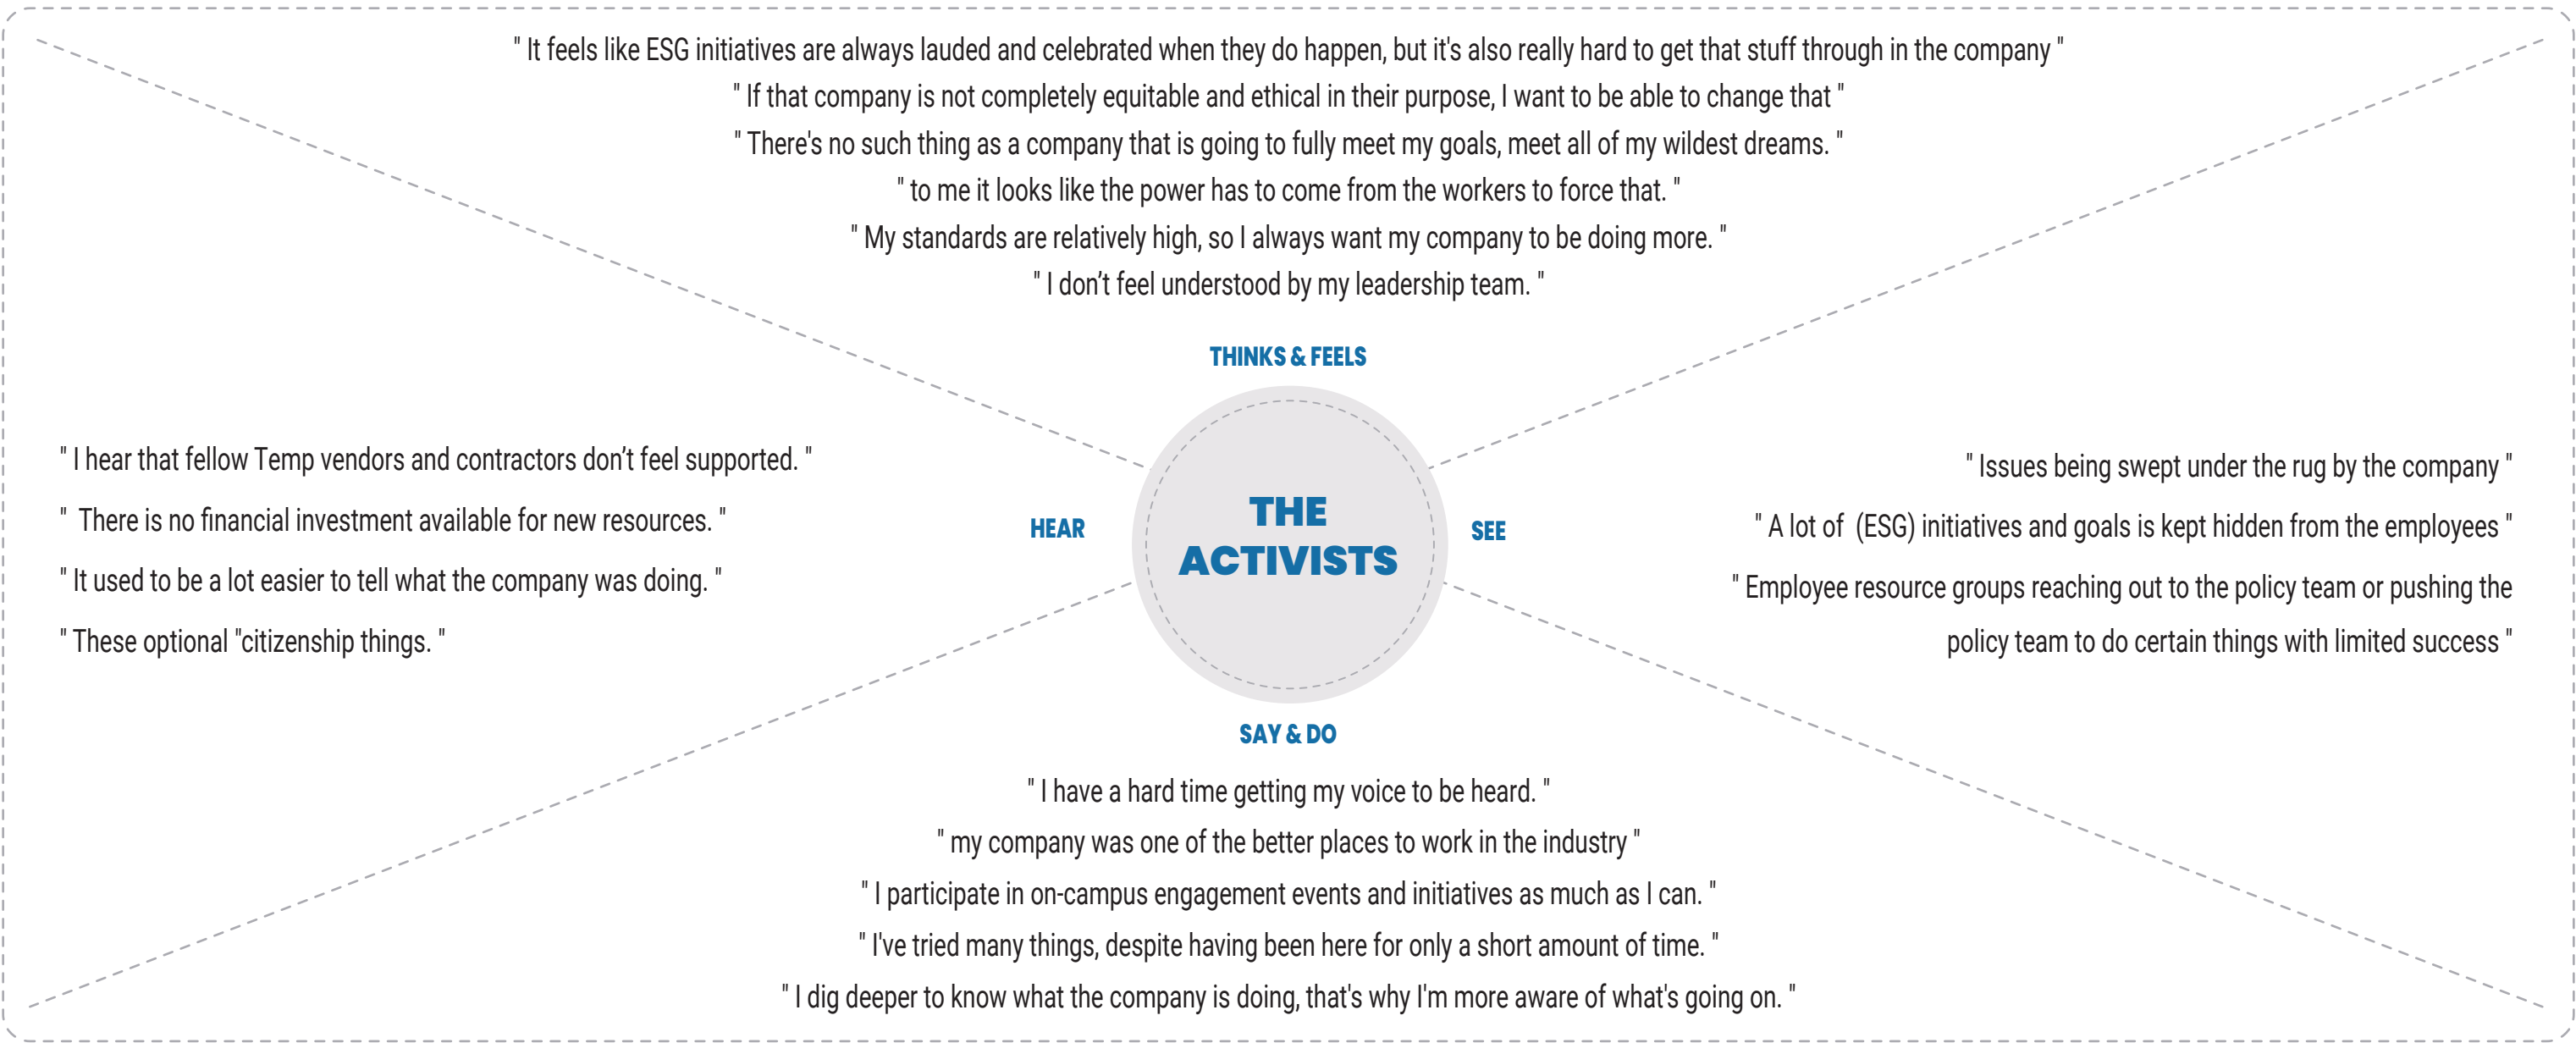 " It feels like ESG initiatives are always lauded and celebrated when they do happen, but it's also really hard to get that stuff through in the company "
" If that company is not completely equitable and ethical in their purpose, I want to be able to change that "
" There's no such thing as a company that is going to fully meet my goals, meet all of my wildest dreams. "
" to me it looks like the power has to come from the workers to force that. "
" My standards are relatively high, so I always want my company to be doing more. "
" I don’t feel understood by my leadership team. "
THINKS & FEELS
" I hear that fellow Temp vendors and contractors don’t feel supported. "
" There is no financial investment available for new resources. "
" It used to be a lot easier to tell what the company was doing. "
" These optional "citizenship things. "
HEAR
THE
ACTIVISTS
SEE
" Issues being swept under the rug by the company "
" A lot of (ESG) initiatives and goals is kept hidden from the employees "
" Employee resource groups reaching out to the policy team or pushing the
policy team to do certain things with limited success "
SAY & DO
" I have a hard time getting my voice to be heard. "
" my company was one of the better places to work in the industry "
" I participate in on-campus engagement events and initiatives as much as I can. "
" I've tried many things, despite having been here for only a short amount of time. "
" I dig deeper to know what the company is doing, that's why I'm more aware of what's going on. "